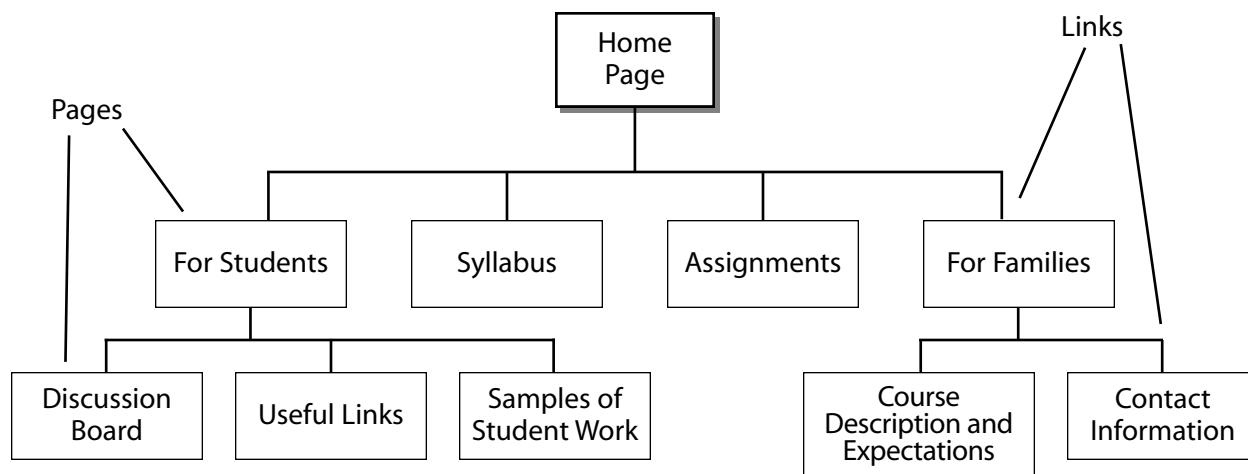 Home
Page
Links
Pages
For Students
Syllabus
Assignments
For Families
Discussion
Board
Useful Links
Samples of
Student Work
Course
Description and
Expectations
Contact
Information